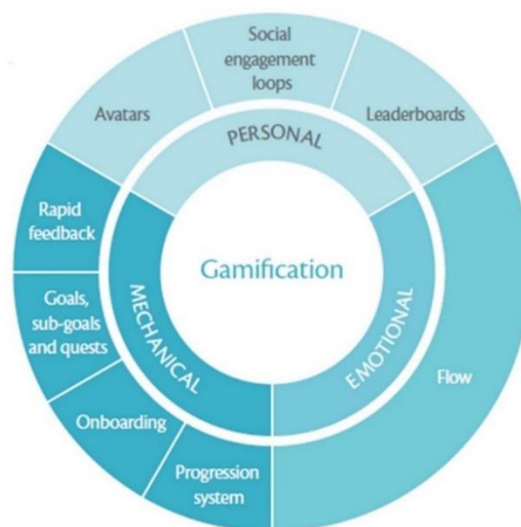 Social
engagement
loops
Avatars
Leaderboards
PERSONAL
Rapid
feedback
Gamification
Goals,
sub-goals
and quests
MECHANICAL
EMOTIONAL
Flow
Onboarding
Progression
system